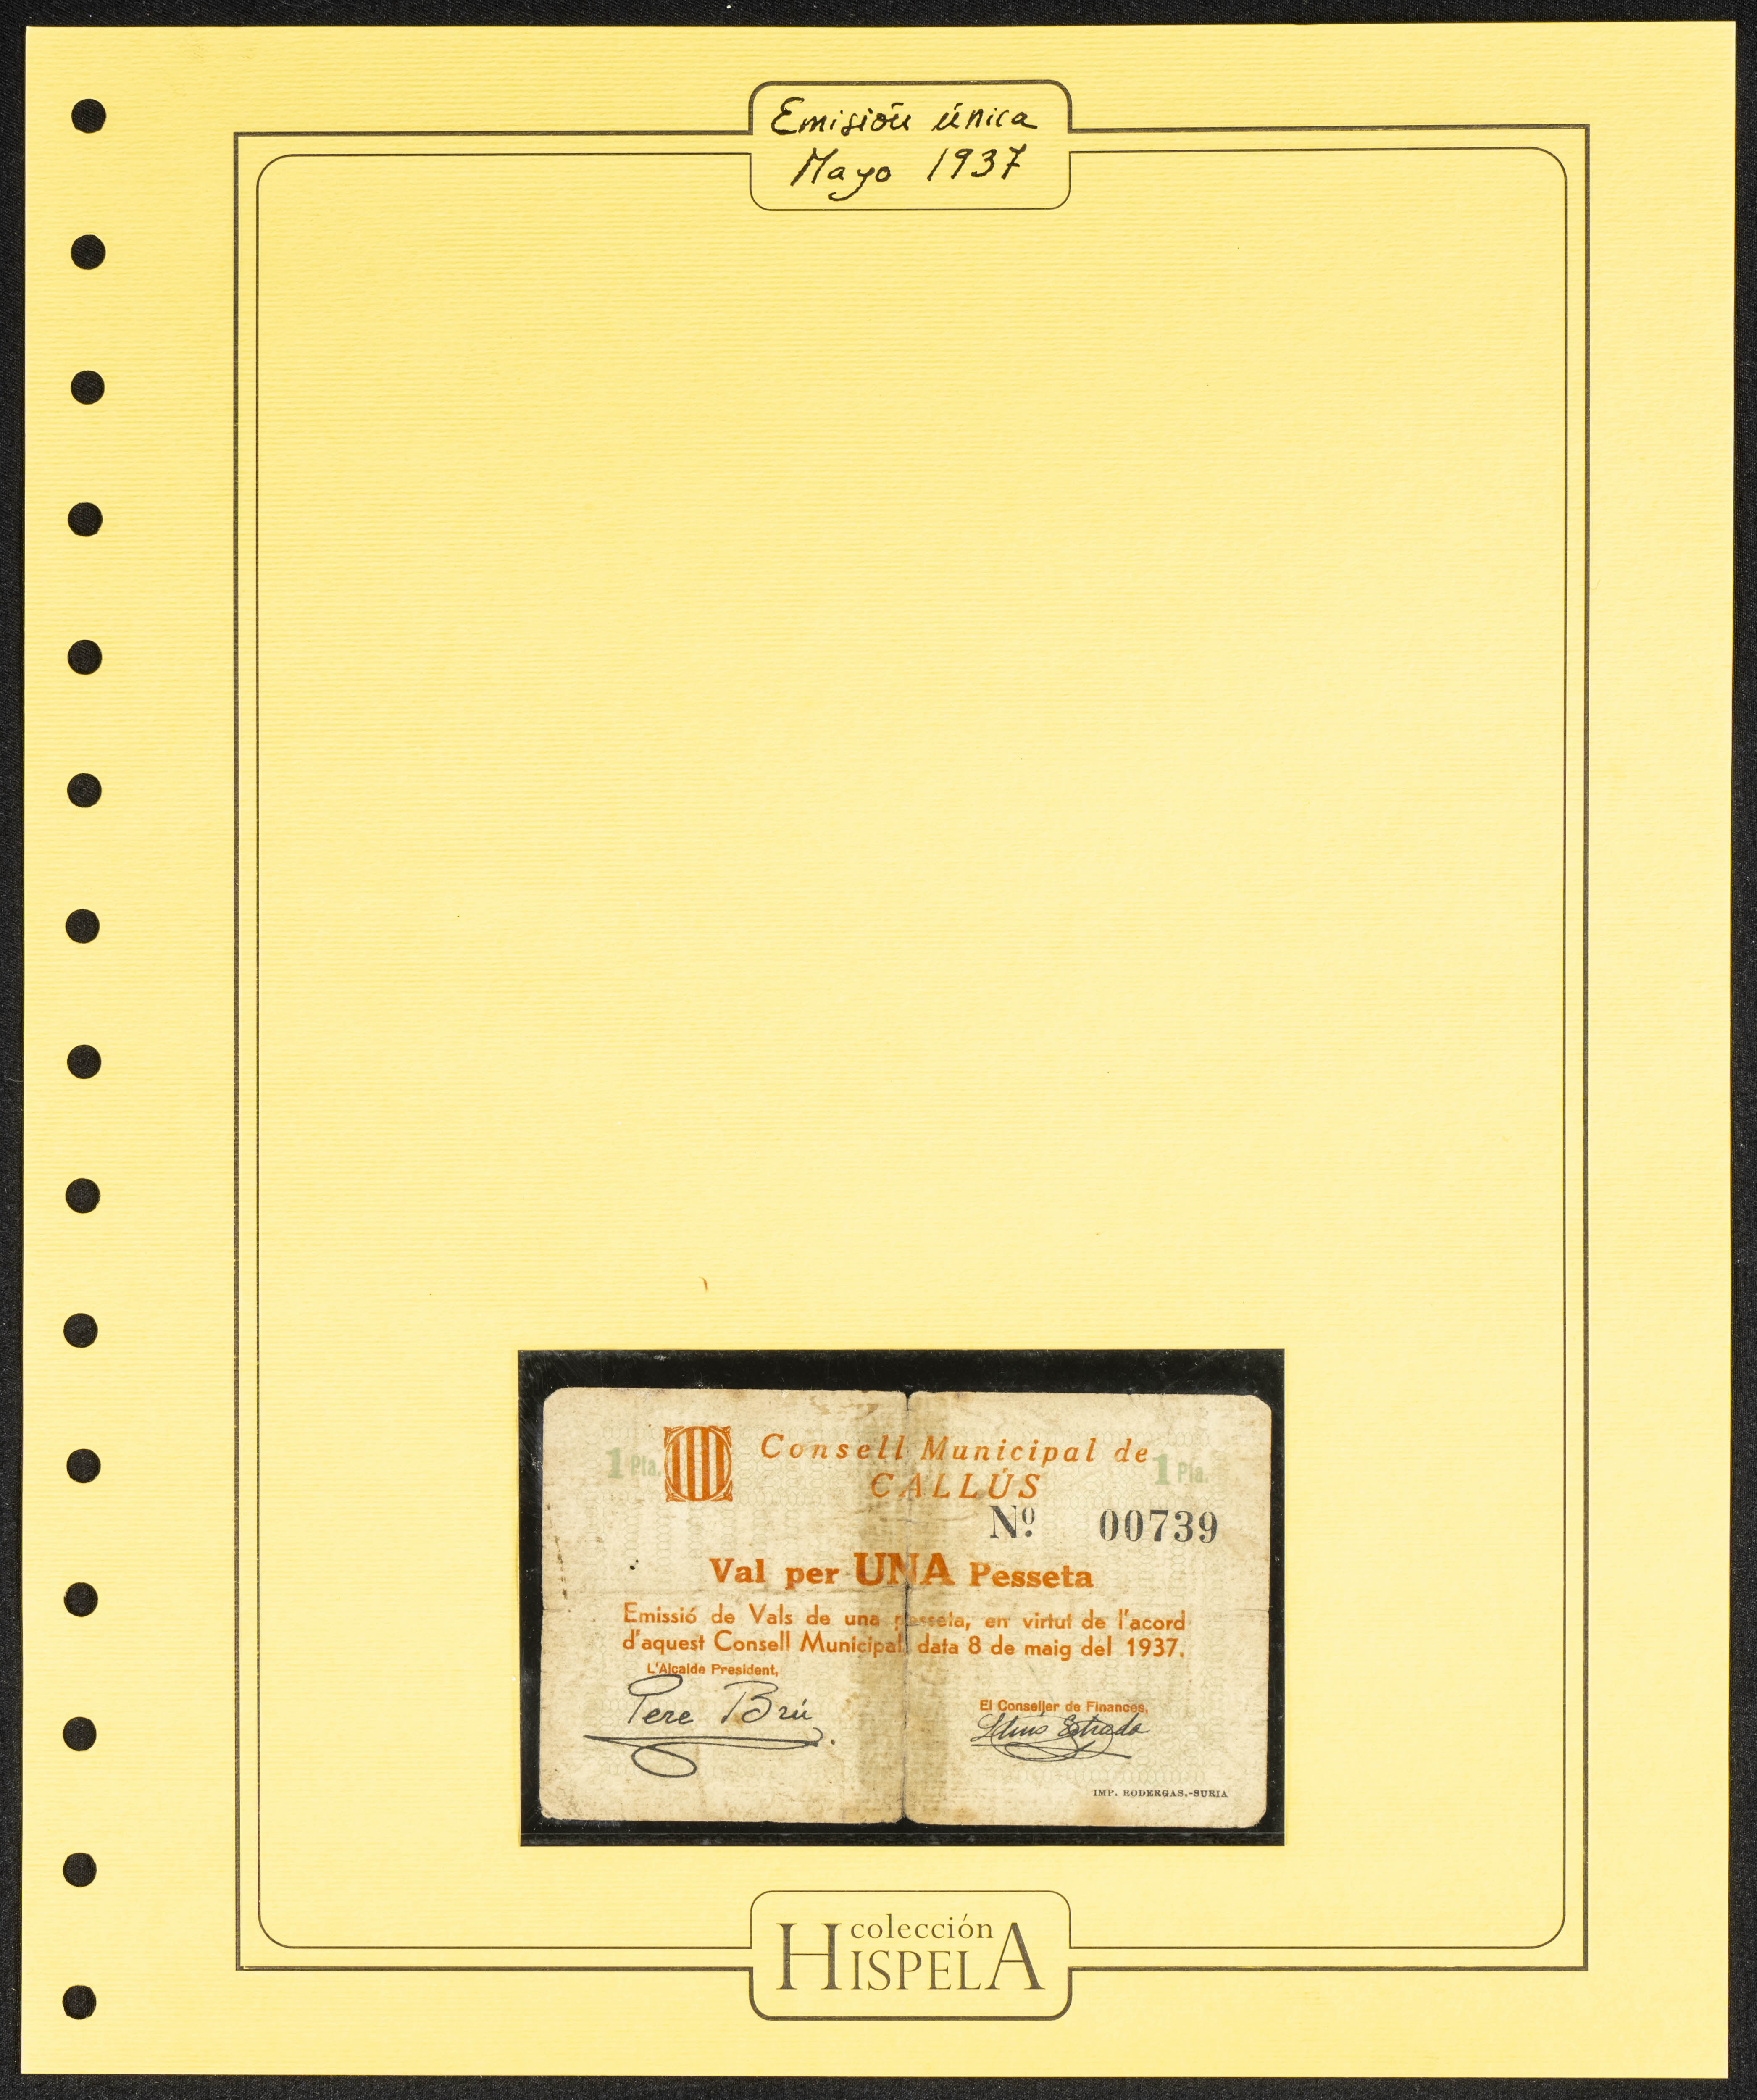 Emisión única
Mayo 1937
Consell Municipal de
CALLÚS
1 Pta.
1 Pta.
Nº. 00739
Val per UNA Pesseta
Emissió de Vals de una pesseta, en virtut de l'acord
d'aquest Consell Municipal data 8 de maig del 1937.
L'Alcalde President,
Pere Brú
El Conseller de Finances,
Lluis Estrada
IMP. RODERGAS.-SURIA
colección
HISPELA